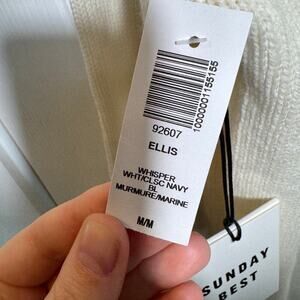 10000001155155
92607
ELLIS
WHISPER
WHT/CLSC NAVY
BL
MURMURE/MARINE
M/M
SUNDAY
BEST